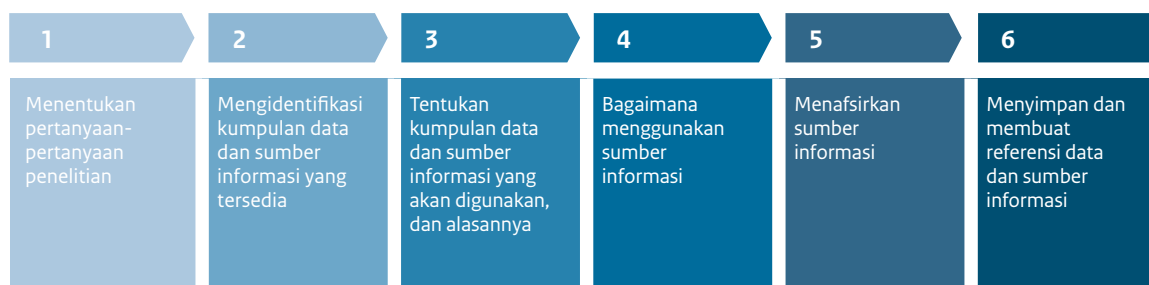 1
Menentukan
pertanyaan-
pertanyaan
penelitian
2
Mengidentifikasi
kumpulan data
dan sumber
informasi yang
tersedia
3
Tentukan
kumpulan data
dan sumber
informasi yang
akan digunakan,
dan alasannya
4
Bagaimana
menggunakan
sumber
informasi
5
Menafsirkan
sumber
informasi
6
Menyimpan dan
membuat
referensi data
dan sumber
informasi